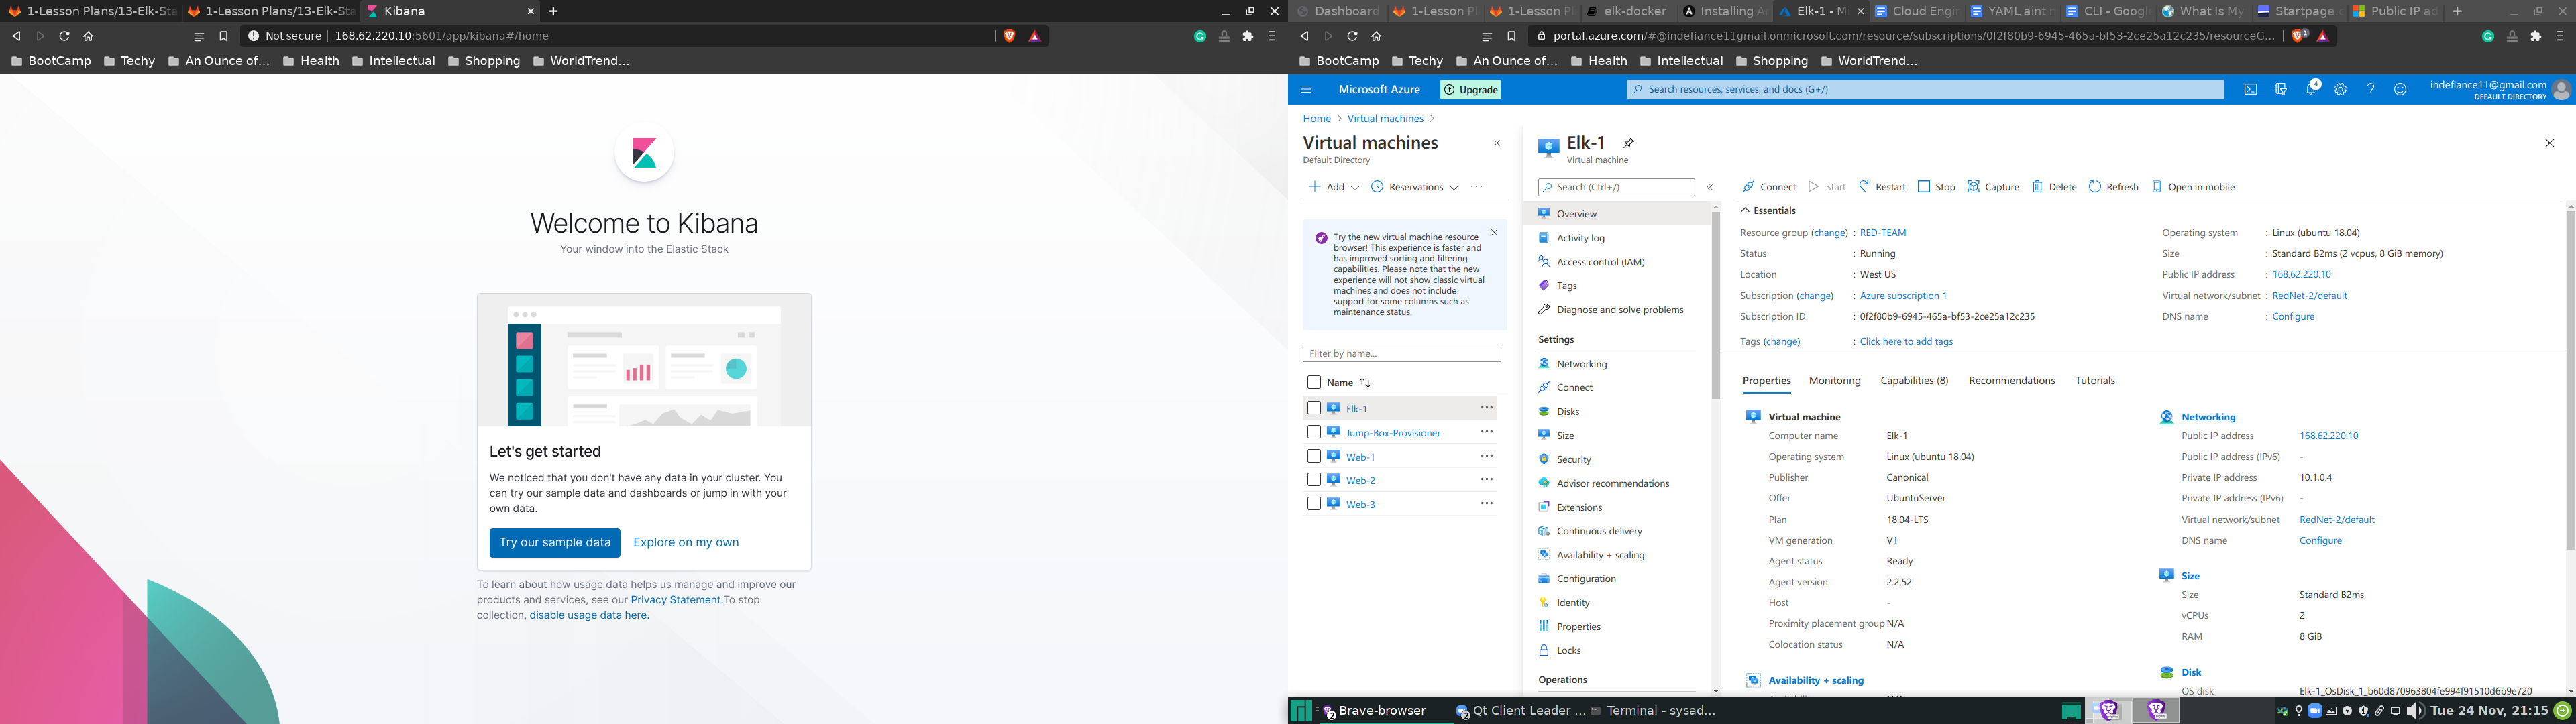 1-Lesson Plans/13-Elk-Sta
1-Lesson Plans/13-Elk-Sta
Kibana
Not secure
168.62.220.10:5601/app/kibana#/home
BootCamp
Techy
An Ounce of…
Health
Intellectual
Shopping
WorldTrend…
Welcome to Kibana
Your window into the Elastic Stack
Let's get started
We noticed that you don't have any data in your cluster. You
can try our sample data and dashboards or jump in with your
own data.
Try our sample data
Explore on my own
To learn about how usage data helps us manage and improve our
products and services, see our Privacy Statement.To stop
collection, disable usage data here.
Dashboard
1-Lesson Pl
1-Lesson Pl
elk-docker
Installing A
Elk-1 - Mi
Cloud Engin
YAML aint n
CLI - Google
What Is My
Startpage.c
Public IP ad
portal.azure.com/#@indefiance11gmail.onmicrosoft.com/resource/subscriptions/0f2f80b9-6945-465a-bf53-2ce25a12c235/resourceG...
BootCamp
Techy
An Ounce of…
Health
Intellectual
Shopping
WorldTrend…
Microsoft Azure
Upgrade
Search resources, services, and docs (G+/)
4
indefiance11@gmail.com
DEFAULT DIRECTORY
Home
Virtual machines
Virtual machines
Default Directory
Add
Reservations
Try the new virtual machine resource
browser! This experience is faster and
has improved sorting and filtering
capabilities. Please note that the new
experience will not show classic virtual
machines and does not include
support for some columns such as
maintenance status.
Filter by name...
Name
Elk-1
Jump-Box-Provisioner
Web-1
Web-2
Web-3
Elk-1
Virtual machine
Search (Ctrl+/)
Overview
Activity log
Access control (IAM)
Tags
Diagnose and solve problems
Settings
Networking
Connect
Disks
Size
Security
Advisor recommendations
Extensions
Continuous delivery
Availability + scaling
Configuration
Identity
Properties
Locks
Operations
Connect
Start
Restart
Stop
Capture
Delete
Refresh
Open in mobile
Essentials
Resource group (change) : RED-TEAM
Status : Running
Location : West US
Subscription (change) : Azure subscription 1
Subscription ID : 0f2f80b9-6945-465a-bf53-2ce25a12c235
Tags (change) : Click here to add tags
Operating system : Linux (ubuntu 18.04)
Size : Standard B2ms (2 vcpus, 8 GiB memory)
Public IP address : 168.62.220.10
Virtual network/subnet : RedNet-2/default
DNS name : Configure
Properties
Monitoring
Capabilities (8)
Recommendations
Tutorials
Virtual machine
Computer name Elk-1
Operating system Linux (ubuntu 18.04)
Publisher Canonical
Offer UbuntuServer
Plan 18.04-LTS
VM generation V1
Agent status Ready
Agent version 2.2.52
Host -
Proximity placement group N/A
Colocation status N/A
Availability + scaling
Networking
Public IP address 168.62.220.10
Public IP address (IPv6) -
Private IP address 10.1.0.4
Private IP address (IPv6) -
Virtual network/subnet RedNet-2/default
DNS name Configure
Size
Size Standard B2ms
vCPUs 2
RAM 8 GiB
Disk
OS disk Elk-1_OsDisk_1_b60d870963804fe994f91510d6b9e720
Brave-browser
Qt Client Leader …
Terminal - sysad…
Tue 24 Nov, 21:15